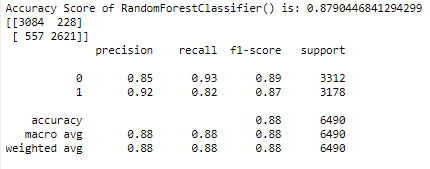 Accuracy Score of RandomForestClassifier() is: 0.8790446841294299
[[3084 228]
[ 557 2621]]
precision recall f1-score support
0 0.85 0.93 0.89 3312
1 0.92 0.82 0.87 3178
accuracy 0.88 6490
macro avg 0.88 0.88 0.88 6490
weighted avg 0.88 0.88 0.88 6490